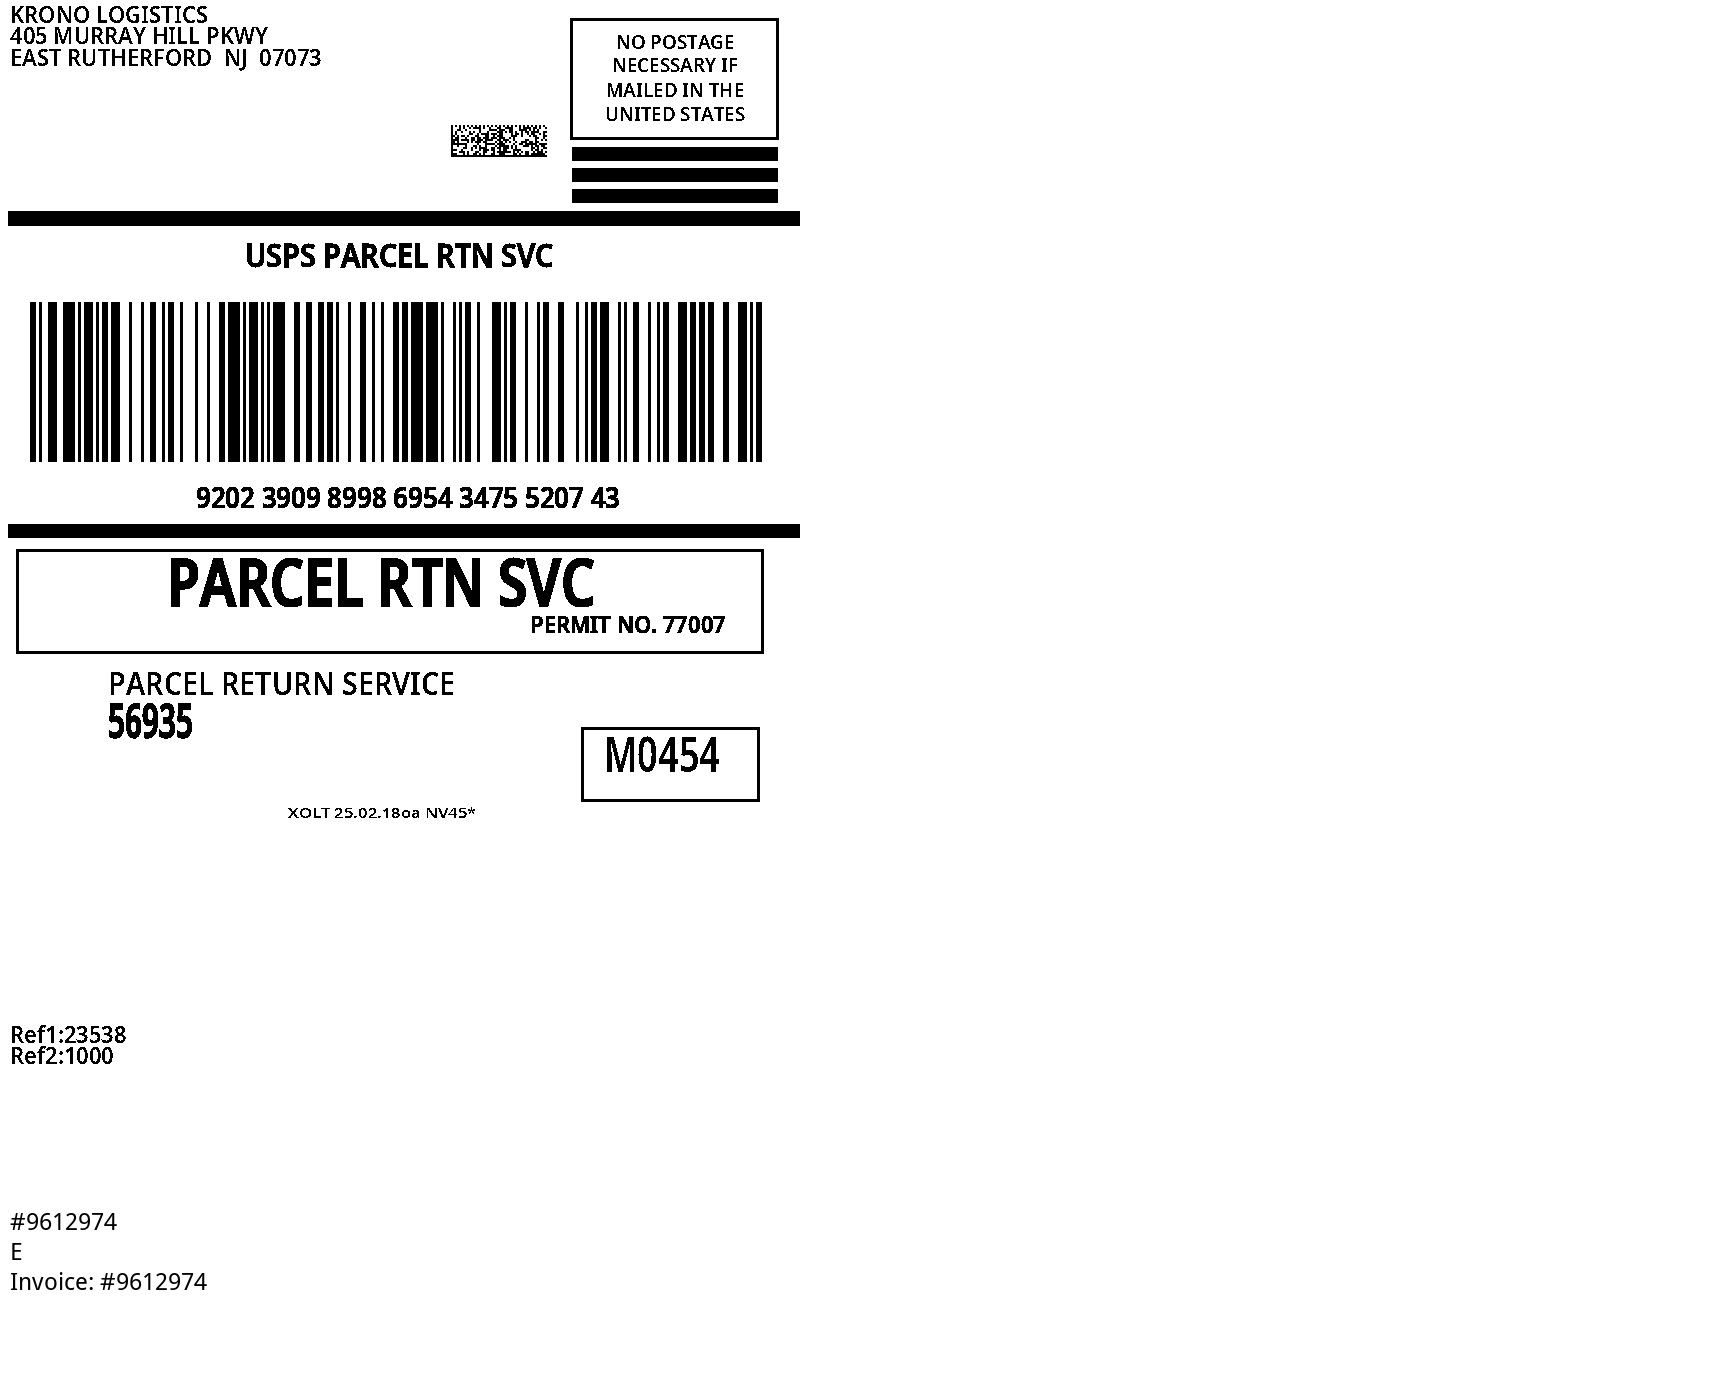 KRONO LOGISTICS
405 MURRAY HILL PKWY
EAST RUTHERFORD  NJ  07073
NO POSTAGE
NECESSARY IF
MAILED IN THE
UNITED STATES
USPS PARCEL RTN SVC
9202 3909 8998 6954 3475 5207 43
PARCEL RTN SVC
PERMIT NO. 77007
PARCEL RETURN SERVICE
56935
M0454
XOLT 25.02.18oa NV45*
Ref1:23538
Ref2:1000
#9612974
E
Invoice: #9612974